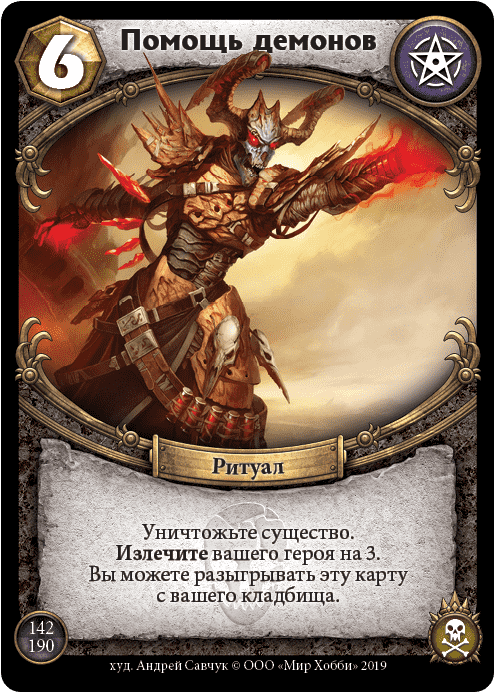 6
Помощь демонов
Ритуал
Уничтожьте существо.
Излечите вашего героя на 3.
Вы можете разыгрывать эту карту
с вашего кладбища.
142
190
худ. Андрей Савчук © ООО «Мир Хобби» 2019